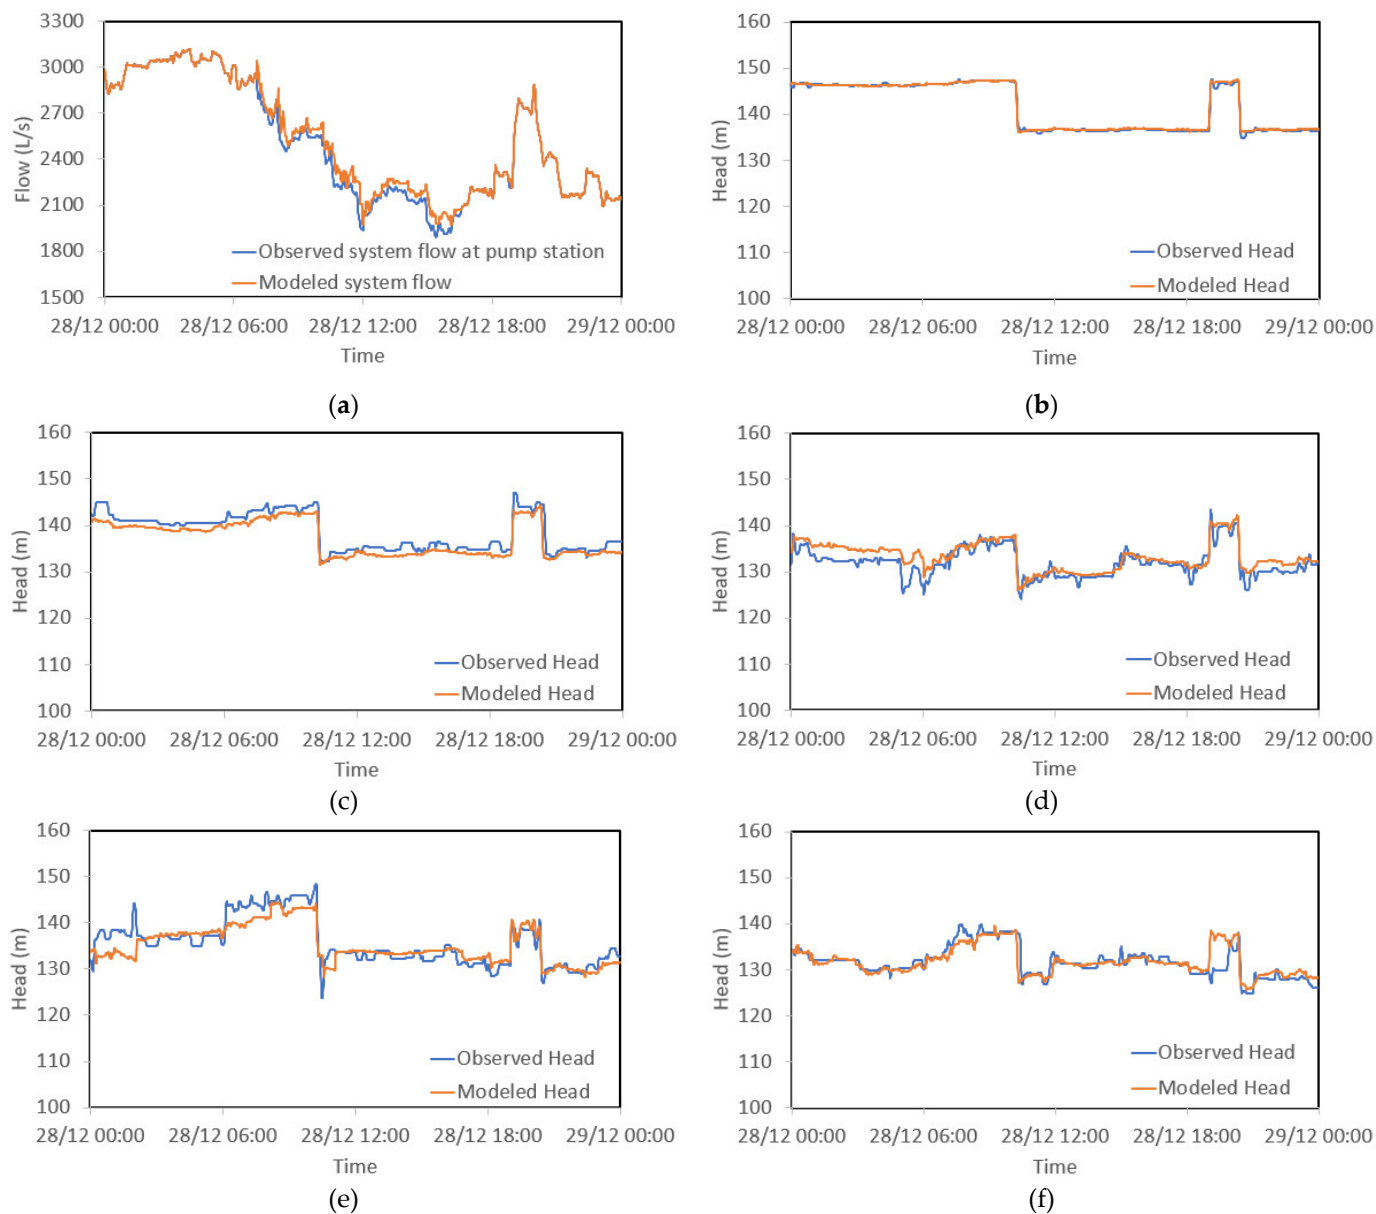 3300
3000
2700
2400
2100
1800
1500
Flow (L/s)
Observed system flow at pump station
Modeled system flow
28/12 00:00 28/12 06:00 28/12 12:00 28/12 18:00 29/12 00:00
Time
(a)
160
150
140
130
120
110
100
Head (m)
Observed Head
Modeled Head
28/12 00:00 28/12 06:00 28/12 12:00 28/12 18:00 29/12 00:00
Time
(b)
160
150
140
130
120
110
100
Head (m)
Observed Head
Modeled Head
28/12 00:00 28/12 06:00 28/12 12:00 28/12 18:00 29/12 00:00
Time
(c)
160
150
140
130
120
110
100
Head (m)
Observed Head
Modeled Head
28/12 00:00 28/12 06:00 28/12 12:00 28/12 18:00 29/12 00:00
Time
(d)
160
150
140
130
120
110
100
Head (m)
Observed Head
Modeled Head
28/12 00:00 28/12 06:00 28/12 12:00 28/12 18:00 29/12 00:00
Time
(e)
160
150
140
130
120
110
100
Head (m)
Observed Head
Modeled Head
28/12 00:00 28/12 06:00 28/12 12:00 28/12 18:00 29/12 00:00
Time
(f)